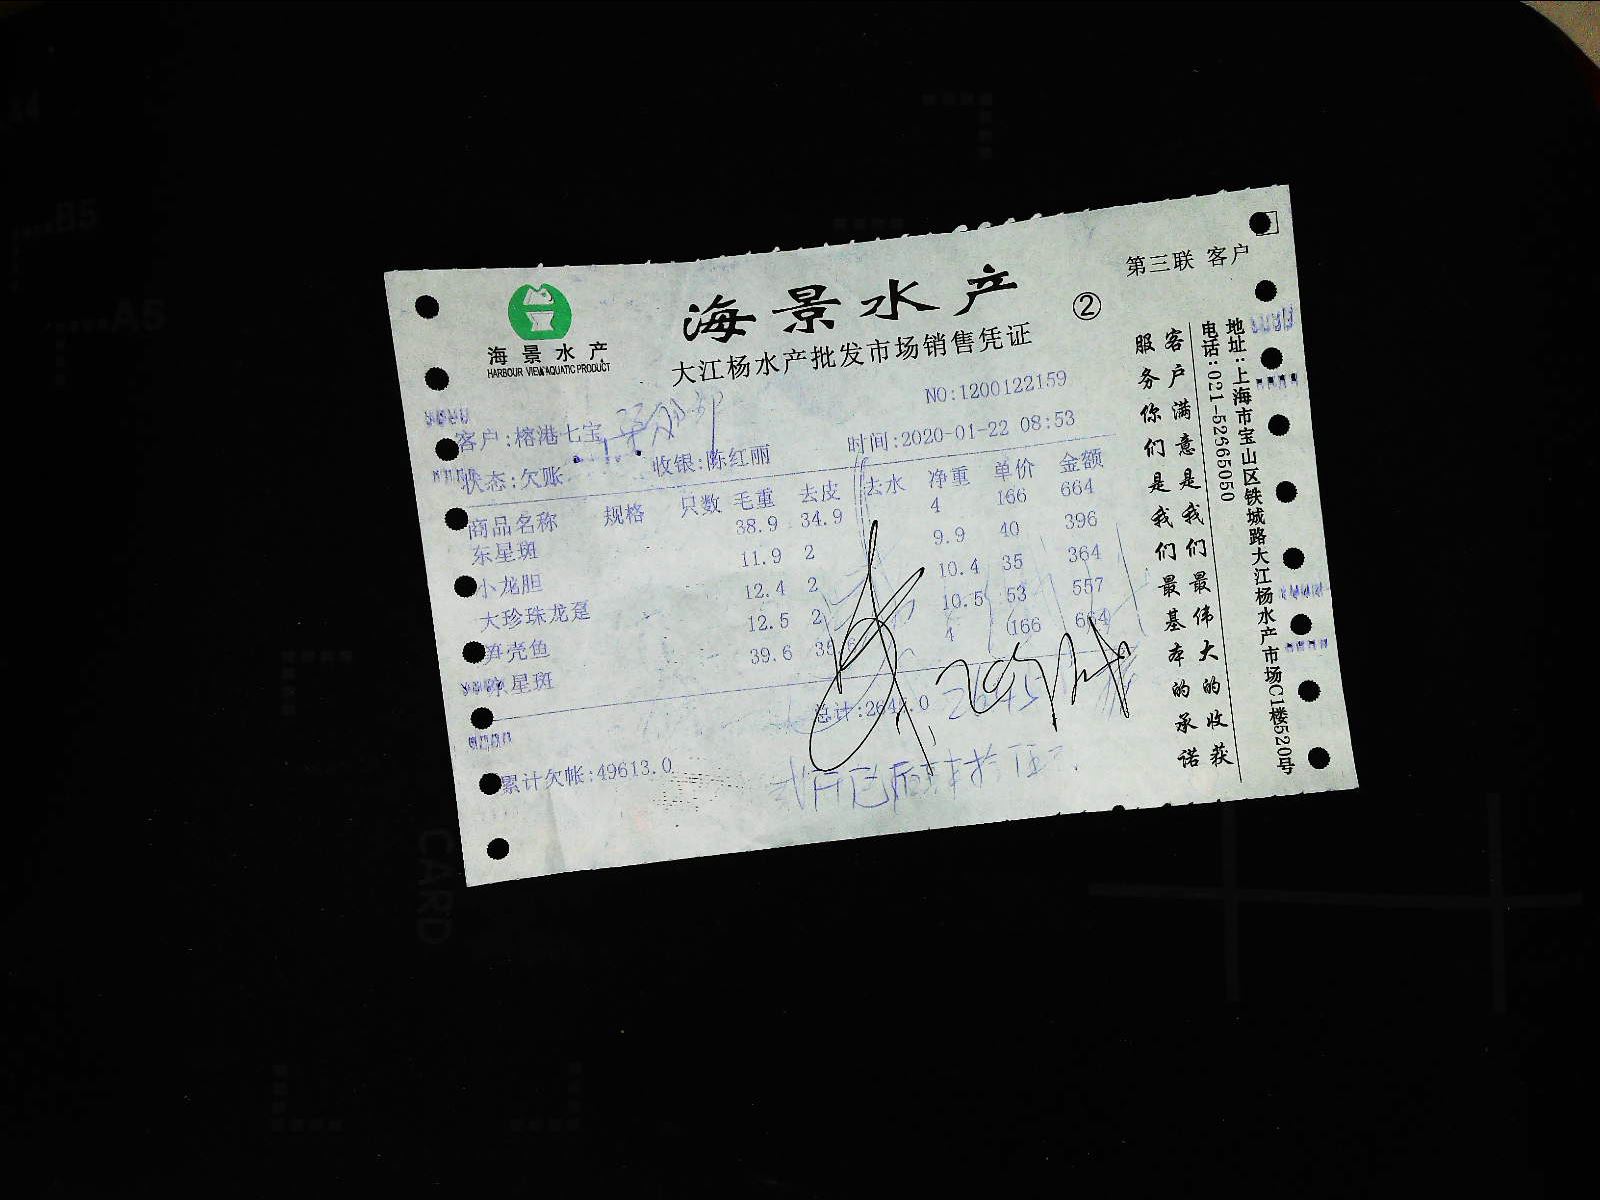 第三联 客户
海景水产
②
海景水产
HARBOUR VIEW AQUATIC PRODUCT
大江杨水产批发市场销售凭证
NO:1200122159
客户:榕港七宝
时间:2020-01-22 08:53
状态:欠账
收银:陈红丽
商品名称 规格 只数 毛重 去皮 去水 净重 单价 金额
东星斑 38.9 34.9 4 166 664
小龙胆 11.9 2 9.9 40 396
大珍珠龙趸 12.4 2 10.4 35 364
笋壳鱼 12.5 2 10.5 53 557
东星斑 39.6 35.6 4 166 664
总计:2645.0
2645
累计欠帐:49613.0
客户满意是我们最伟大的收获
服务你们是我们最基本的承诺
地址:上海市宝山区铁城路大江杨水产市场C1楼520号
电话:021-52665050